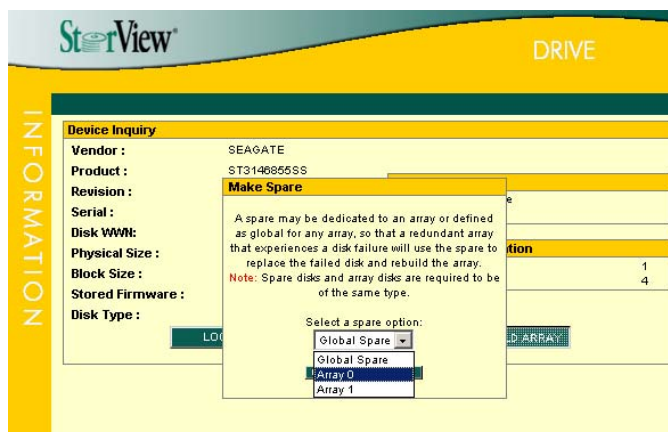 StorView
DRIVE
INFORMATION
Device Inquiry
Vendor : SEAGATE
Product : ST3146855SS
Revision :
Serial :
Disk WWN:
Physical Size :
Block Size :
Stored Firmware :
Disk Type :
Make Spare
A spare may be dedicated to an array or defined
as global for any array, so that a redundant array
that experiences a disk failure will use the spare to
replace the failed disk and rebuild the array.
Note: Spare disks and array disks are required to be
of the same type.
Select a spare option:
Global Spare
Global Spare
Array 0
Array 1
1
4
ARRAY